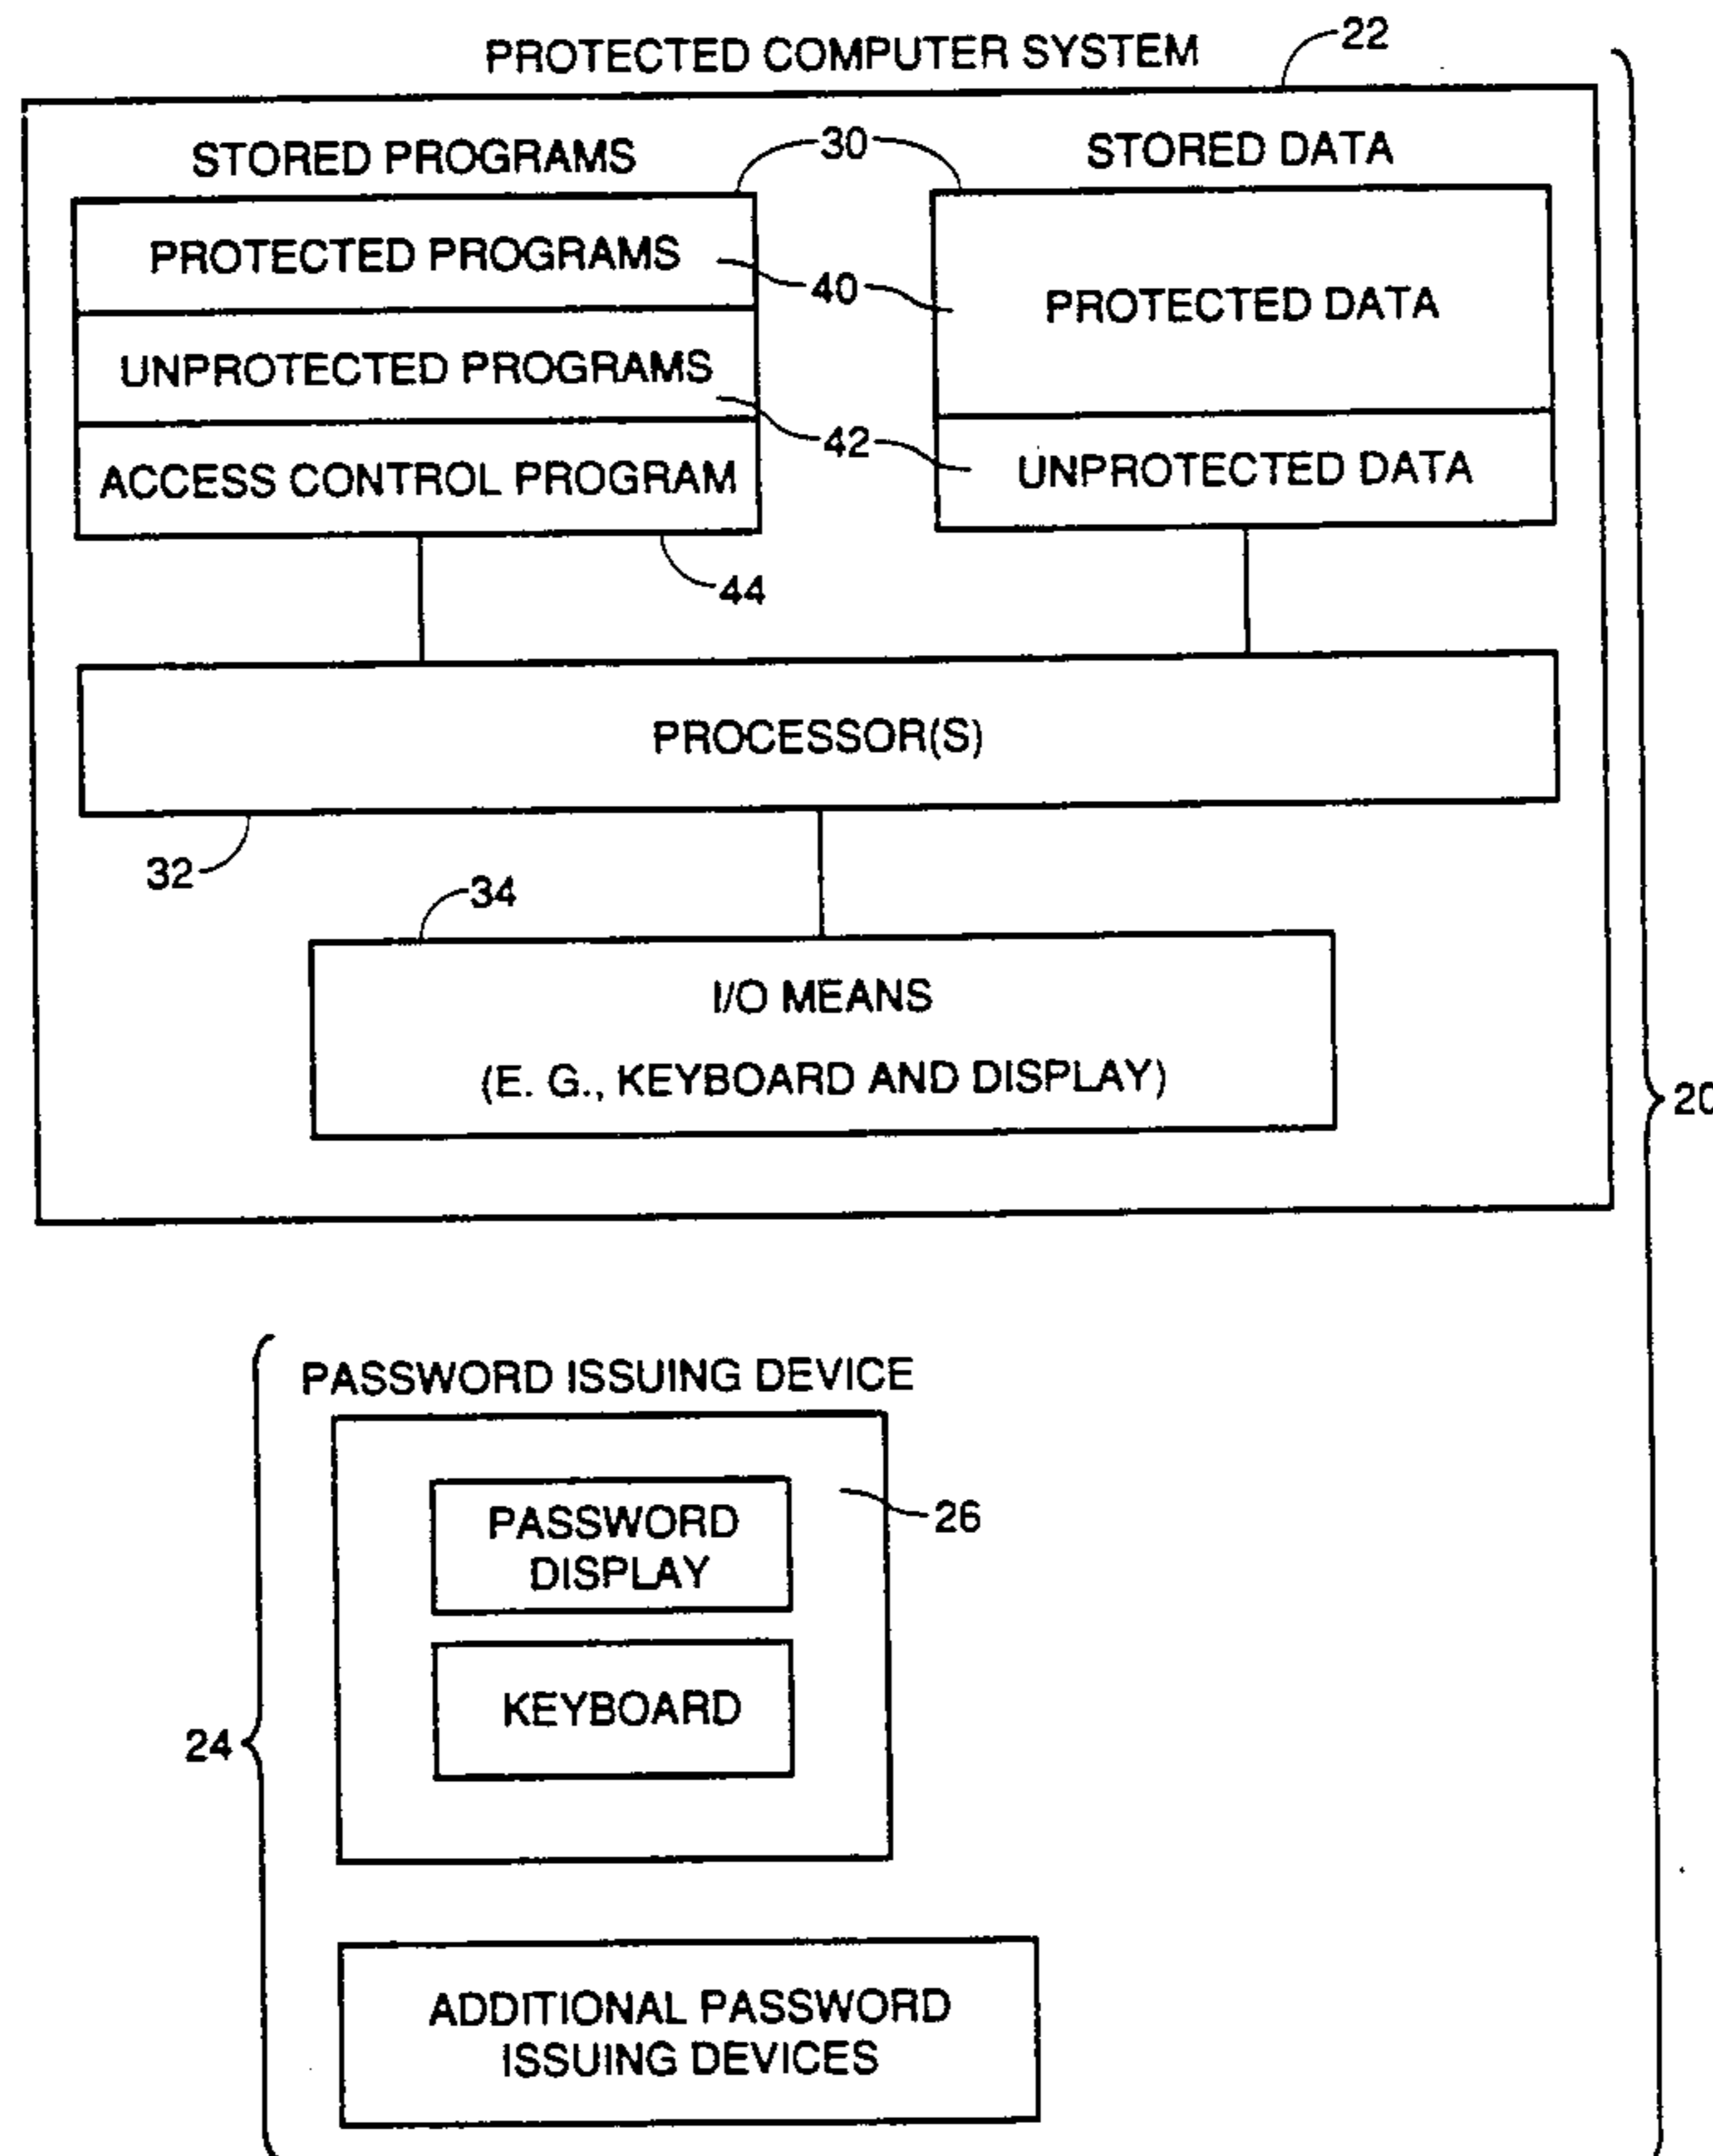 PROTECTED COMPUTER SYSTEM
22
STORED PROGRAMS
30
STORED DATA
PROTECTED PROGRAMS
40
PROTECTED DATA
UNPROTECTED PROGRAMS
42
UNPROTECTED DATA
ACCESS CONTROL PROGRAM
44
PROCESSOR(S)
32
34
I/O MEANS
(E. G., KEYBOARD AND DISPLAY)
20
PASSWORD ISSUING DEVICE
26
PASSWORD
DISPLAY
KEYBOARD
24
ADDITIONAL PASSWORD
ISSUING DEVICES